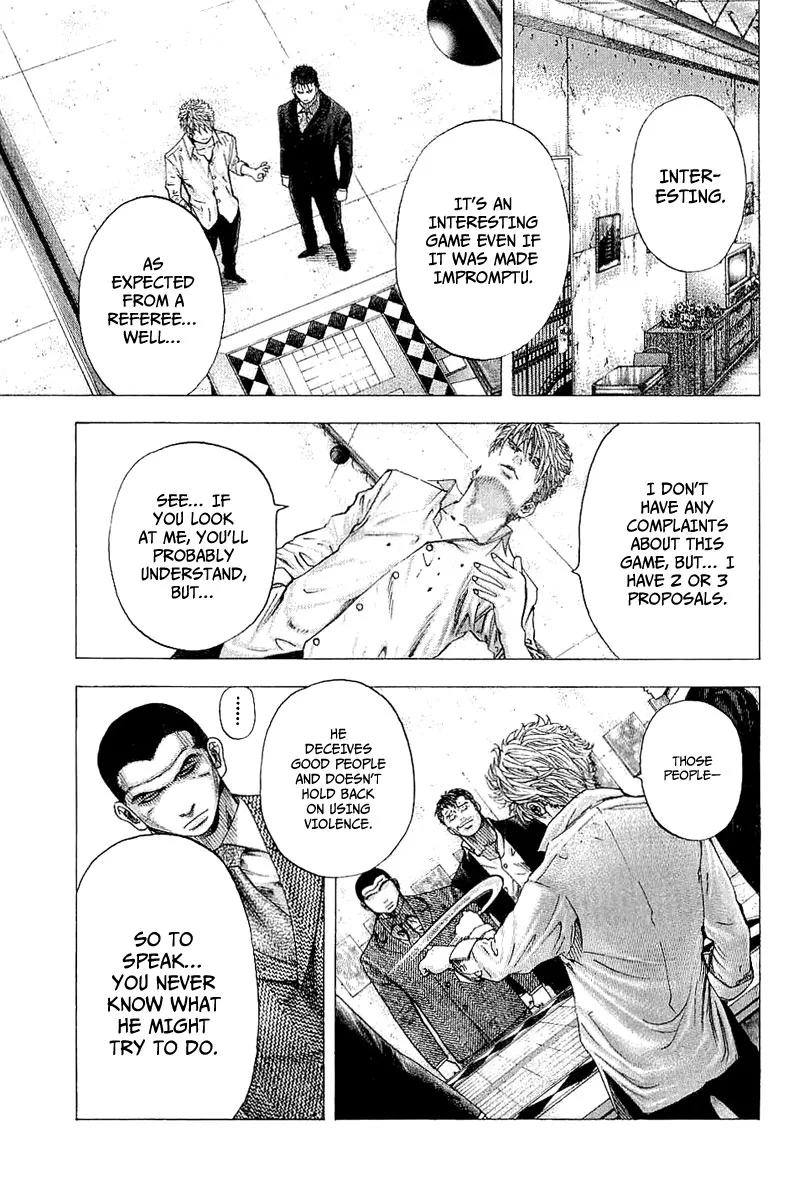 INTER-
ESTING.
IT'S AN
INTERESTING
GAME EVEN IF
IT WAS MADE
IMPROMPTU.
AS
EXPECTED
FROM A
REFEREE...
WELL...
I DON'T
HAVE ANY
COMPLAINTS
ABOUT THIS
GAME, BUT... I
HAVE 2 OR 3
PROPOSALS.
SEE... IF
YOU LOOK
AT ME, YOU'LL
PROBABLY
UNDERSTAND,
BUT...
THOSE
PEOPLE—
HE
DECEIVES
GOOD PEOPLE
AND DOESN'T
HOLD BACK
ON USING
VIOLENCE.
......
SO TO
SPEAK...
YOU NEVER
KNOW WHAT
HE MIGHT
TRY TO DO.